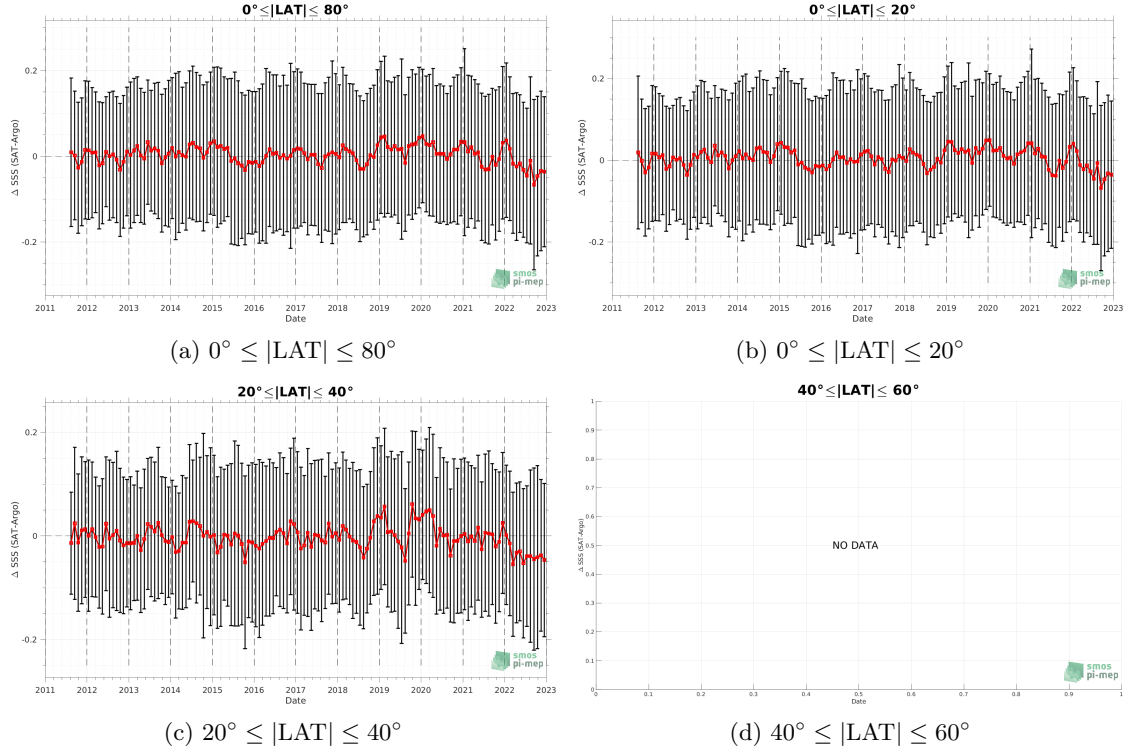 0°≤|LAT|≤ 80°
Δ SSS (SAT-Argo)
0.2
0
-0.2
2011 2012 2013 2014 2015 2016 2017 2018 2019 2020 2021 2022 2023
Date
smos
pi-mep
(a) 0° ≤ |LAT| ≤ 80°
0°≤|LAT|≤ 20°
Δ SSS (SAT-Argo)
0.2
0
-0.2
2011 2012 2013 2014 2015 2016 2017 2018 2019 2020 2021 2022 2023
Date
smos
pi-mep
(b) 0° ≤ |LAT| ≤ 20°
20°≤|LAT|≤ 40°
Δ SSS (SAT-Argo)
0.2
0
-0.2
2011 2012 2013 2014 2015 2016 2017 2018 2019 2020 2021 2022 2023
Date
smos
pi-mep
(c) 20° ≤ |LAT| ≤ 40°
40°≤|LAT|≤ 60°
Δ SSS (SAT-Argo)
1
0.9
0.8
0.7
0.6
0.5
0.4
0.3
0.2
0.1
0
NO DATA
0 0.1 0.2 0.3 0.4 0.5 0.6 0.7 0.8 0.9 1
Date
smos
pi-mep
(d) 40° ≤ |LAT| ≤ 60°